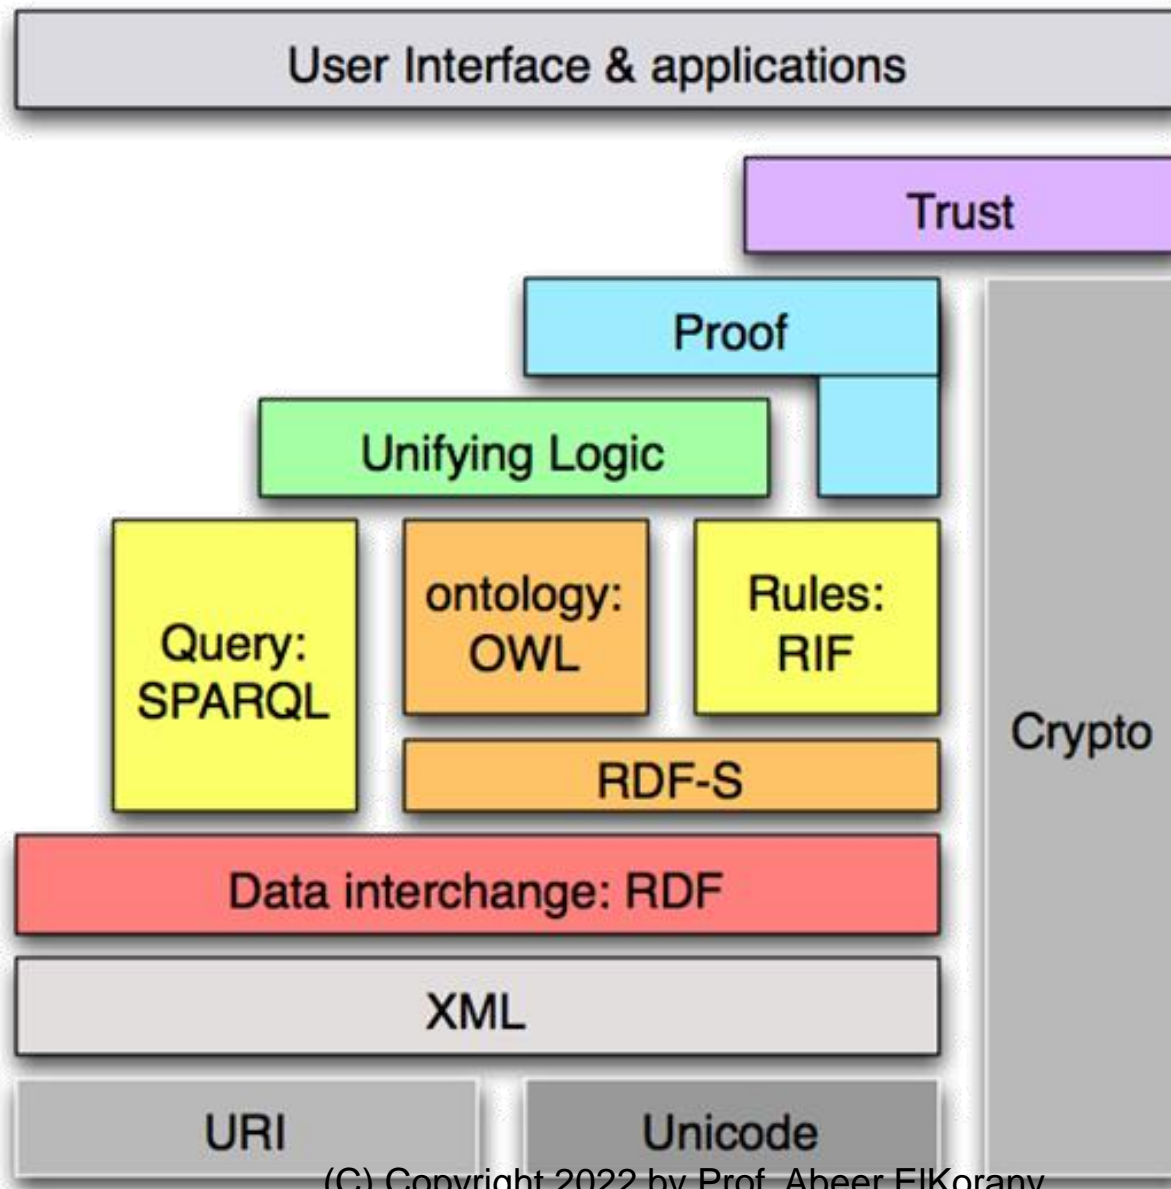 User Interface & applications
Trust
Proof
Unifying Logic
Query:
SPARQL
ontology:
OWL
Rules:
RIF
Crypto
RDF-S
Data interchange: RDF
XML
URI
Unicode
(C) Copyright 2022 by Prof. Abeer ElKorany